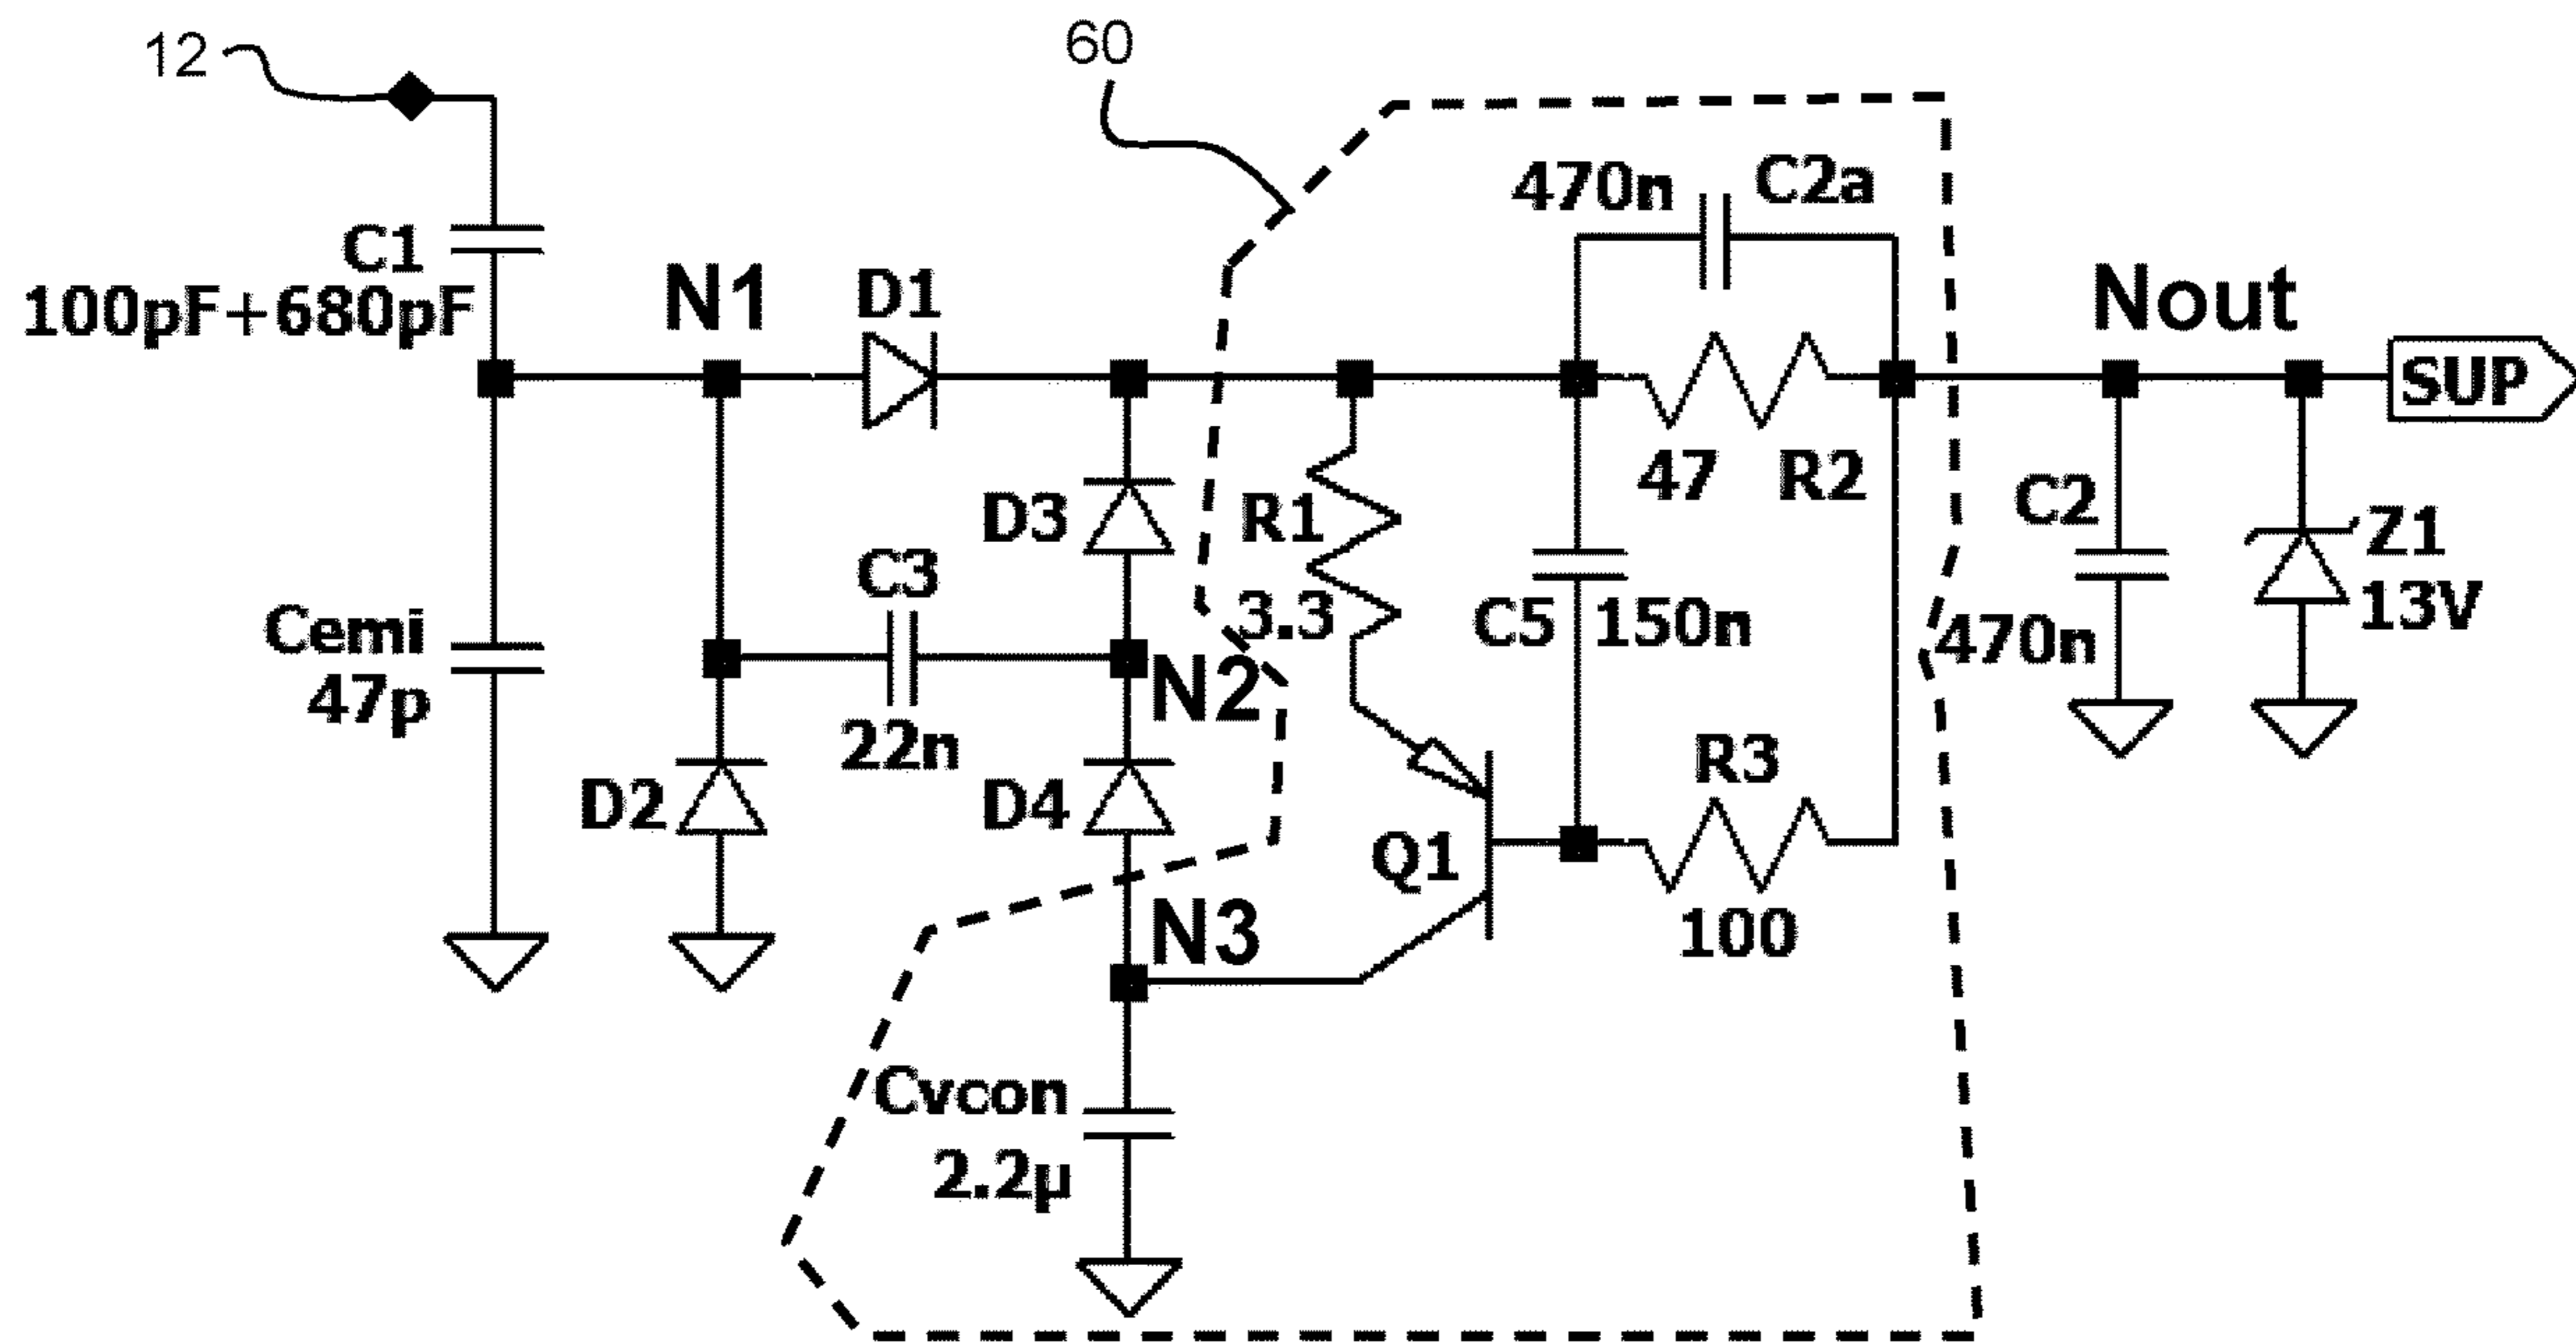 12
60
470n
C2a
C1
100pF+680pF
N1
D1
Nout
SUP
47
R2
D3
R1
3.3
C2
470n
Z1
13V
C3
22n
Cemi
47p
C5
150n
N2
D2
D4
R3
100
Q1
N3
Cvcon
2.2µ